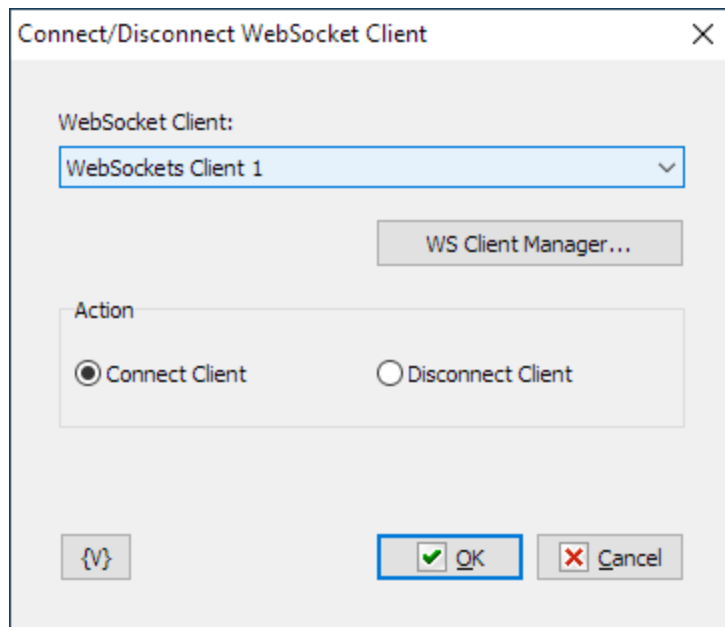 Connect/Disconnect WebSocket Client
WebSocket Client:
WebSockets Client 1
WS Client Manager...
Action
Connect Client
Disconnect Client
{V}
OK
Cancel